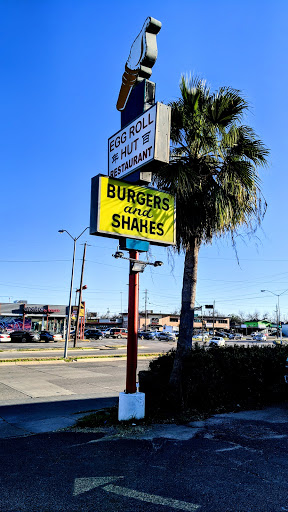 EGG ROLL
HUT
RESTAURANT
BURGERS
and
SHAKES